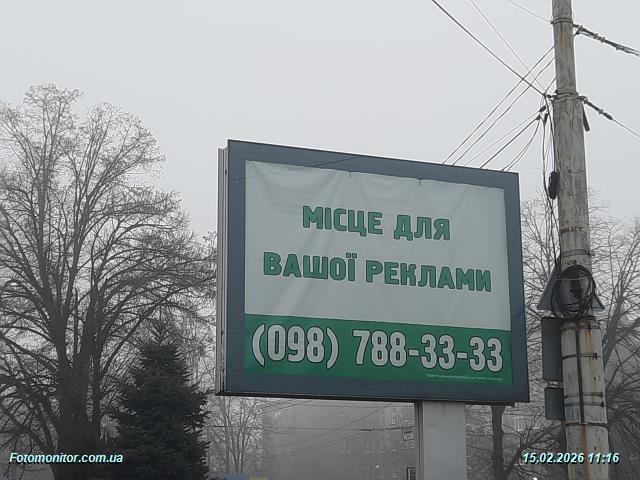 МІСЦЕ ДЛЯ
ВАШОЇ РЕКЛАМИ
(098) 788-33-33
Fotomonitor.com.ua
15.02.2026 11:16